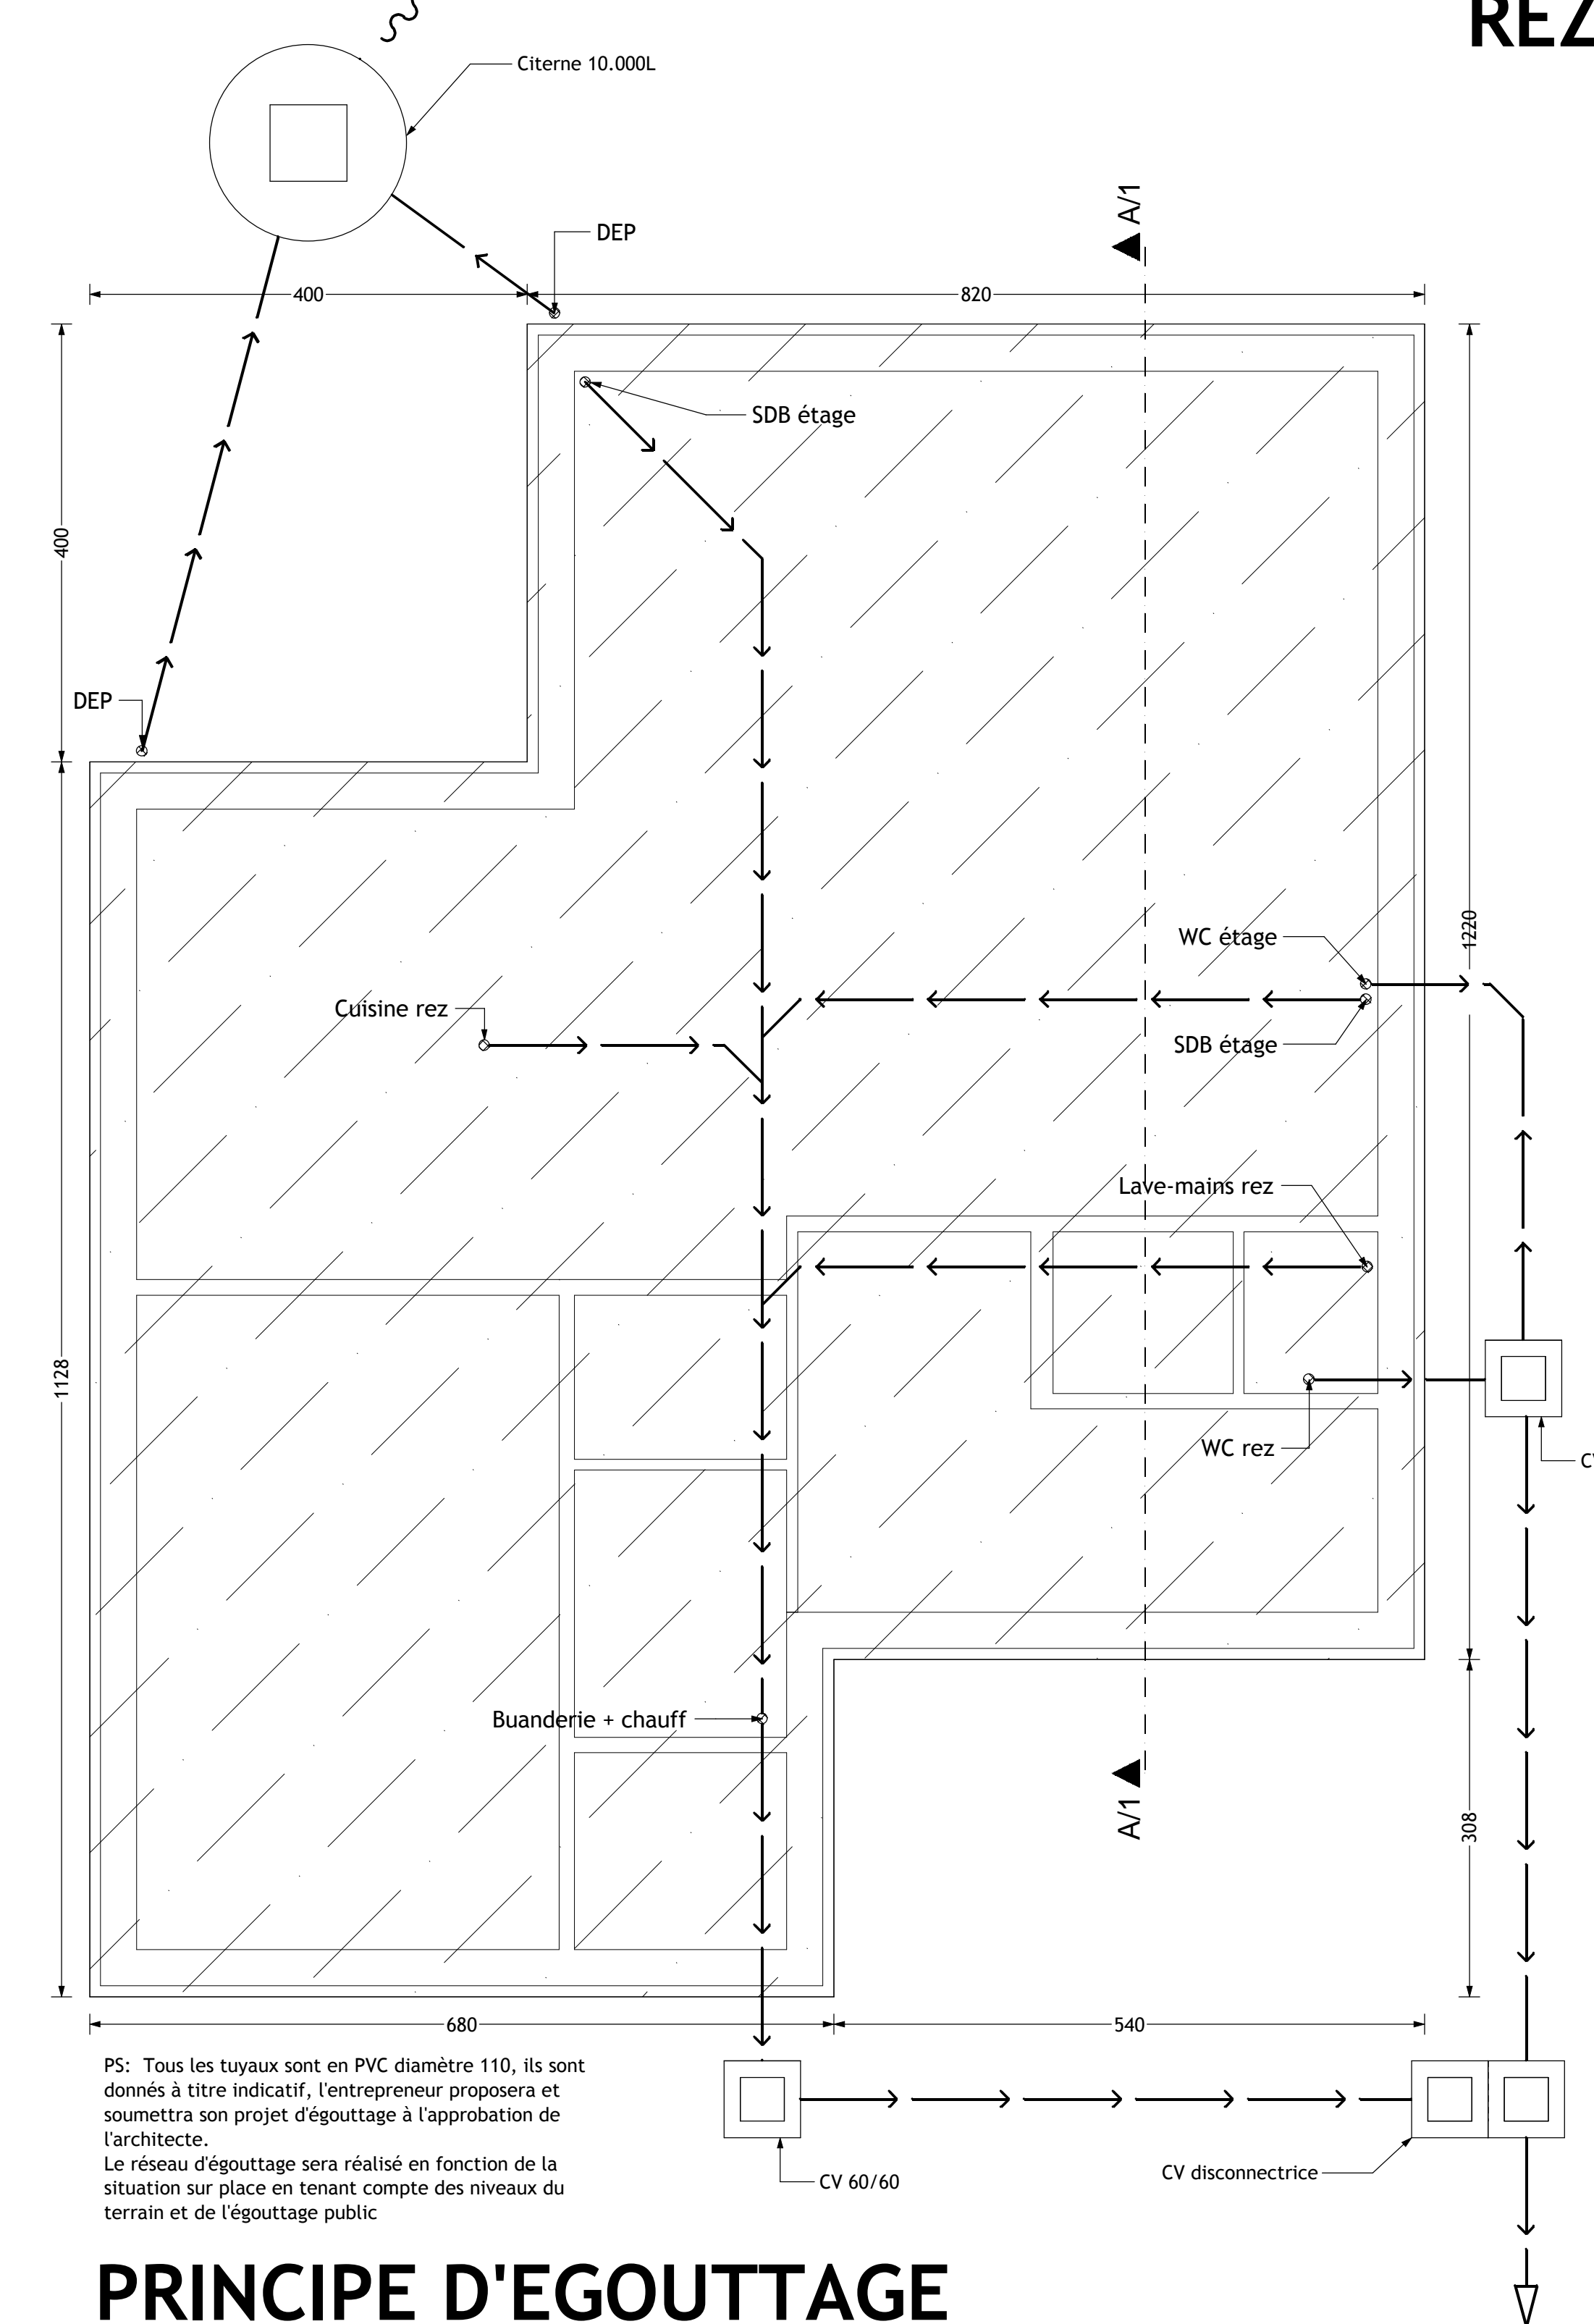 REZ
Citerne 10.000L
A/1
DEP
400
820
SDB étage
400
DEP
1220
WC étage
Cuisine rez
SDB étage
Lave-mains rez
1128
WC rez
Buanderie + chauff
A/1
308
680
540
PS: Tous les tuyaux sont en PVC diamètre 110, ils sont
donnés à titre indicatif, l'entrepreneur proposera et
soumettra son projet d'égouttage à l'approbation de
l'architecte.
Le réseau d'égouttage sera réalisé en fonction de la
situation sur place en tenant compte des niveaux du
terrain et de l'égouttage public
CV 60/60
CV disconnectrice
PRINCIPE D'EGOUTTAGE